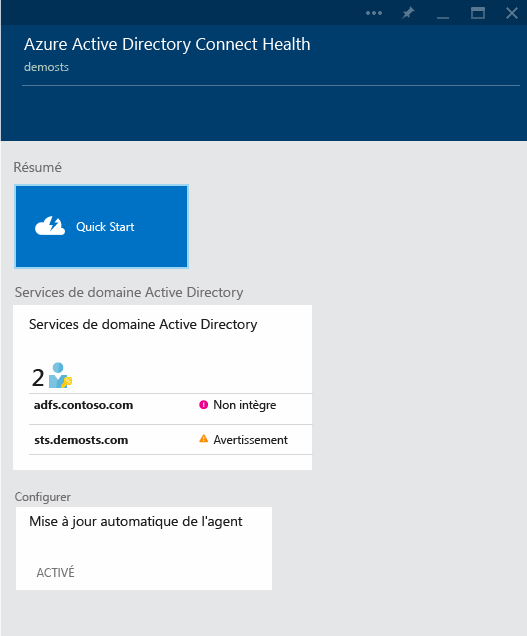 Azure Active Directory Connect Health
demosts
Résumé
Quick Start
Services de domaine Active Directory
Services de domaine Active Directory
2
adfs.contoso.com Non intègre
sts.demosts.com Avertissement
Configurer
Mise à jour automatique de l'agent
ACTIVÉ